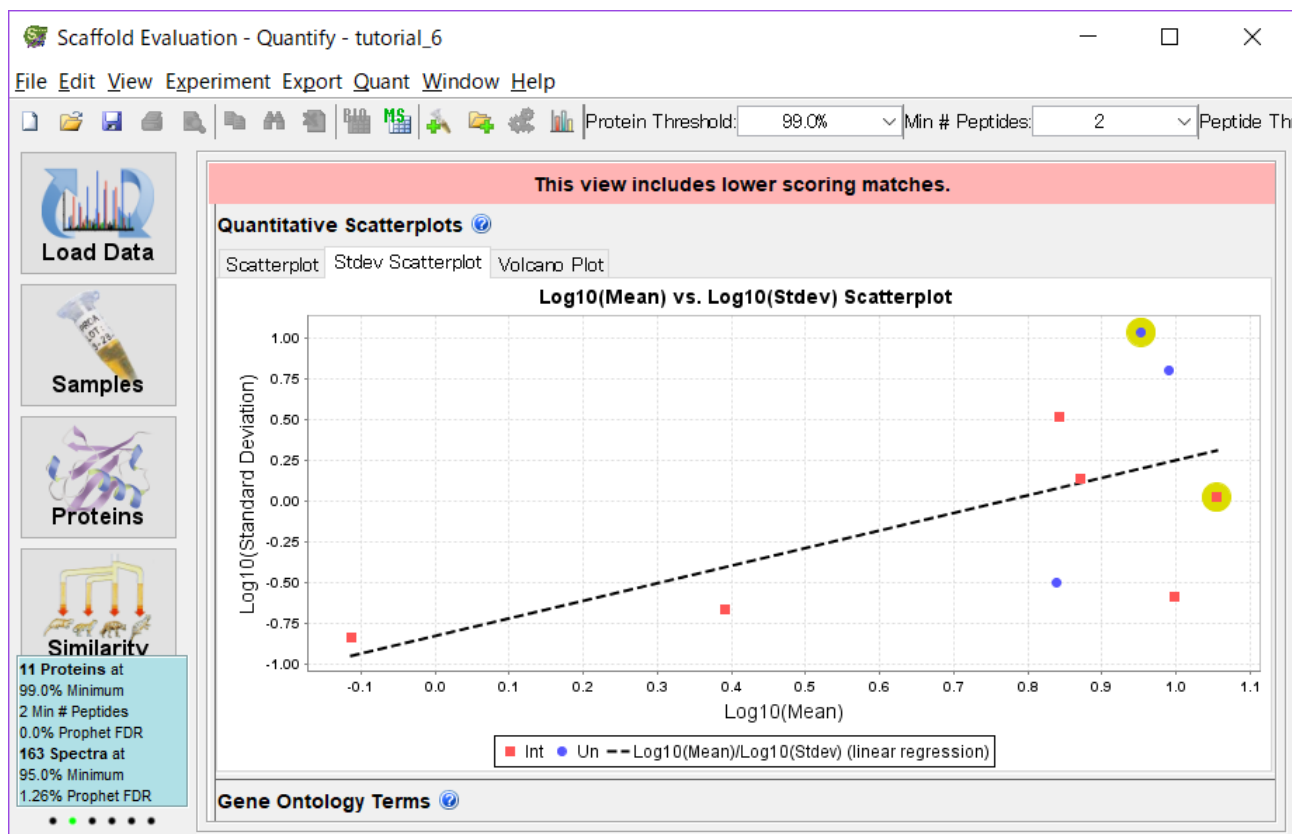 Scaffold Evaluation - Quantify - tutorial_6
File Edit View Experiment Export Quant Window Help
BIO MS Protein Threshold: 99.0% Min # Peptides: 2 Peptide Th
Load Data
Samples
Proteins
Similarity
11 Proteins at
99.0% Minimum
2 Min # Peptides
0.0% Prophet FDR
163 Spectra at
95.0% Minimum
1.26% Prophet FDR
This view includes lower scoring matches.
Quantitative Scatterplots ?
Scatterplot Stdev Scatterplot Volcano Plot
Log10(Mean) vs. Log10(Stdev) Scatterplot
Log10(Standard Deviation)
1.00
0.75
0.50
0.25
0.00
-0.25
-0.50
-0.75
-1.00
-0.1 0.0 0.1 0.2 0.3 0.4 0.5 0.6 0.7 0.8 0.9 1.0 1.1
Log10(Mean)
Int Un Log10(Mean)/Log10(Stdev) (linear regression)
Gene Ontology Terms ?